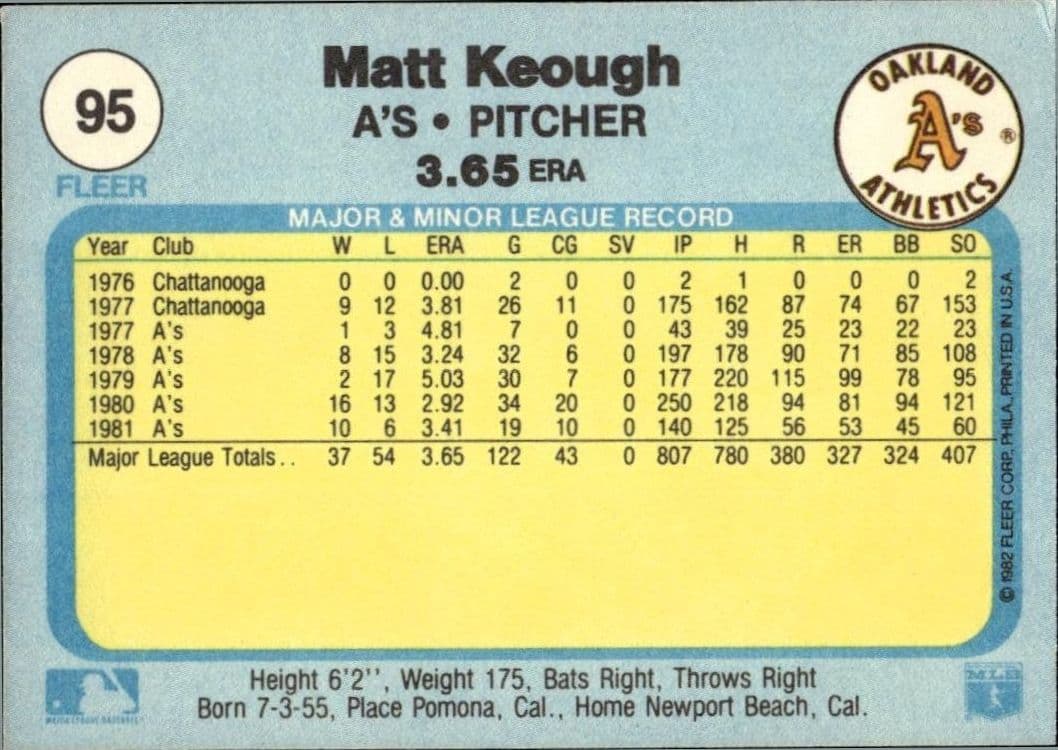 95
FLEER
Matt Keough
A'S • PITCHER
3.65 ERA
OAKLAND
A's ®
ATHLETICS
MAJOR & MINOR LEAGUE RECORD
Year Club W L ERA G CG SV IP H R ER BB SO
1976 Chattanooga 0 0 0.00 2 0 0 2 1 0 0 0 2
1977 Chattanooga 9 12 3.81 26 11 0 175 162 87 74 67 153
1977 A's 1 3 4.81 7 0 0 43 39 25 23 22 23
1978 A's 8 15 3.24 32 6 0 197 178 90 71 85 108
1979 A's 2 17 5.03 30 7 0 177 220 115 99 78 95
1980 A's 16 13 2.92 34 20 0 250 218 94 81 94 121
1981 A's 10 6 3.41 19 10 0 140 125 56 53 45 60
Major League Totals.. 37 54 3.65 122 43 0 807 780 380 327 324 407
© 1982 FLEER CORP, PHILA., PRINTED IN U.S.A.
Height 6'2'', Weight 175, Bats Right, Throws Right
Born 7-3-55, Place Pomona, Cal., Home Newport Beach, Cal.
MAJOR LEAGUE BASEBALL
MLB